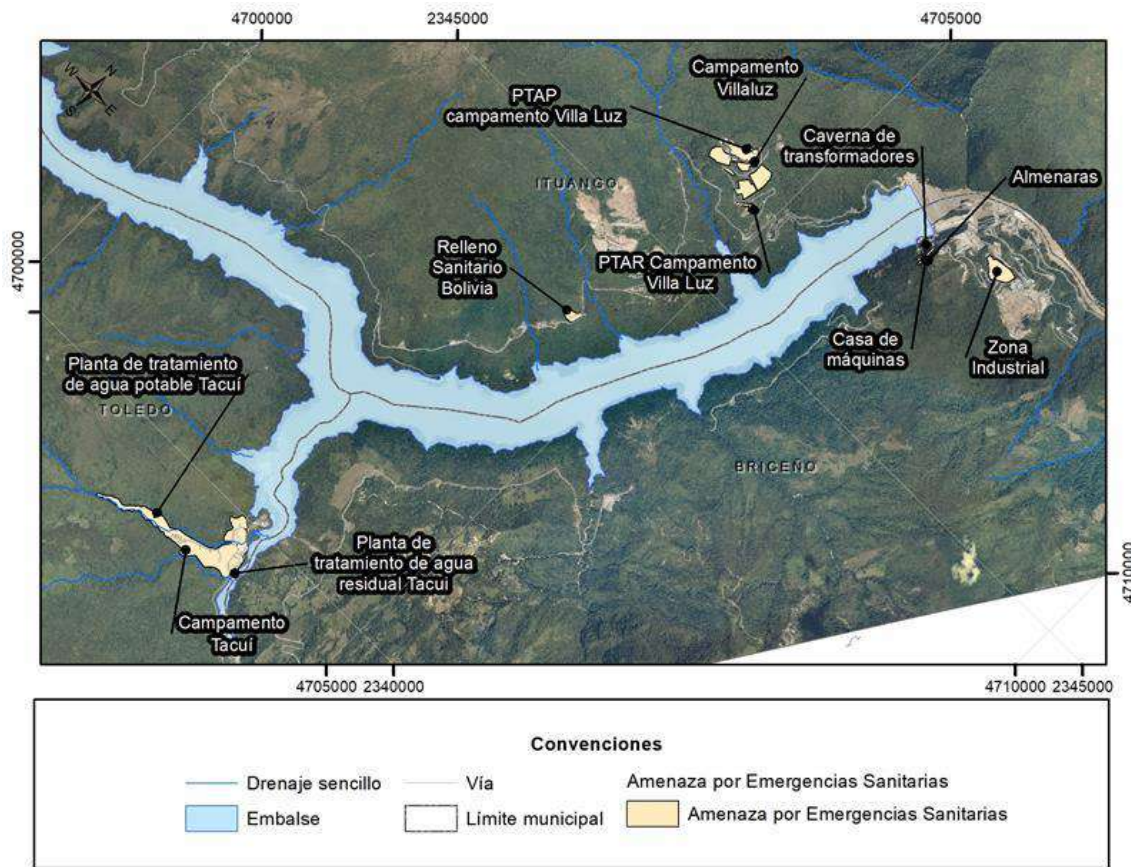 4700000
2345000
4705000
N
W
E
S
Campamento
Villaluz
PTAP
campamento Villa Luz
Caverna de
transformadores
Almenaras
ITUANGO
4700000
Relleno
Sanitario
Bolivia
PTAR Campamento
Villa Luz
Casa de
máquinas
Zona
Industrial
Planta de tratamiento
de agua potable Tacuí
TOLEDO
BRICEÑO
Planta de
tratamiento de agua
residual Tacuí
Campamento
Tacuí
4710000
4705000
2340000
4710000
2345000
Convenciones
Drenaje sencillo
Vía
Amenaza por Emergencias Sanitarias
Embalse
Límite municipal
Amenaza por Emergencias Sanitarias